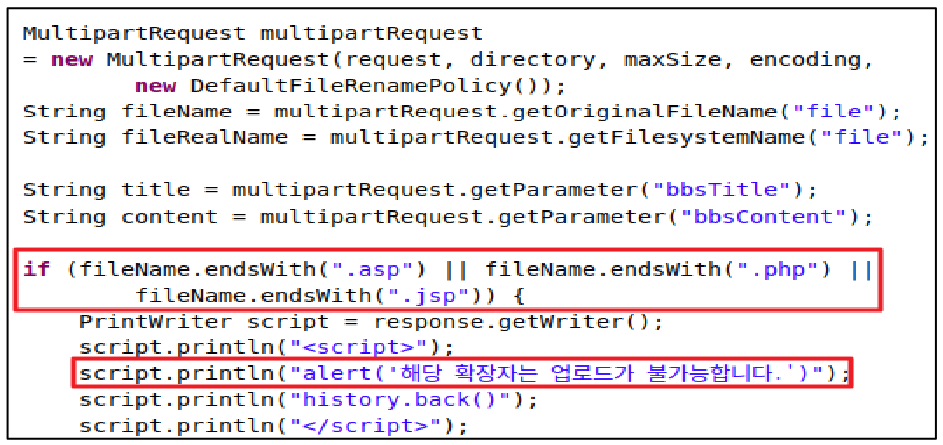 MultipartRequest multipartRequest
= new MultipartRequest(request, directory, maxSize, encoding,
new DefaultFileRenamePolicy());
String fileName = multipartRequest.getOriginalFileName("file");
String fileRealName = multipartRequest.getFilesystemName("file");
String title = multipartRequest.getParameter("bbsTitle");
String content = multipartRequest.getParameter("bbsContent");
if (fileName.endsWith(".asp") || fileName.endsWith(".php") ||
fileName.endsWith(".jsp")) {
PrintWriter script = response.getWriter();
script.println("<script>");
script.println("alert('해당 확장자는 업로드가 불가능합니다.')");
script.println("history.back()");
script.println("</script>");